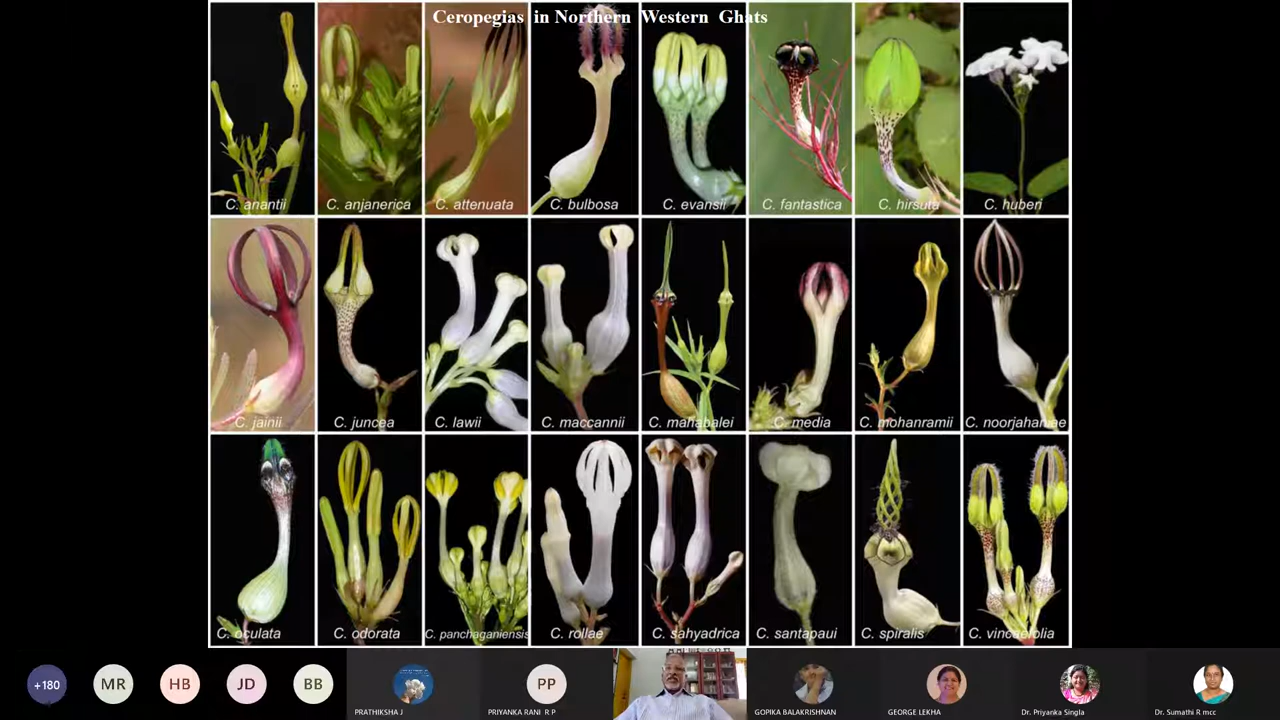 Ceropegias in Northern Western Ghats
C. anantii
C. anjanerica
C. attenuata
C. bulbosa
C. evansii
C. fantastica
C. hirsuta
C. huberi
C. jainii
C. juncea
C. lawii
C. maccannii
C. mahabalei
C. media
C. mohanramii
C. noorjahaniae
C. oculata
C. odorata
C. panchaganiensis
C. rollae
C. sahyadrica
C. santapaui
C. spiralis
C. vincaefolia
+180
MR
HB
JD
BB
PRATHIKSHA J
PP
PRIYANKA RANI R P
GOPIKA BALAKRISHNAN
GEORGE LEKHA
Dr. Priyanka Singla
Dr. Sumathi R mcc